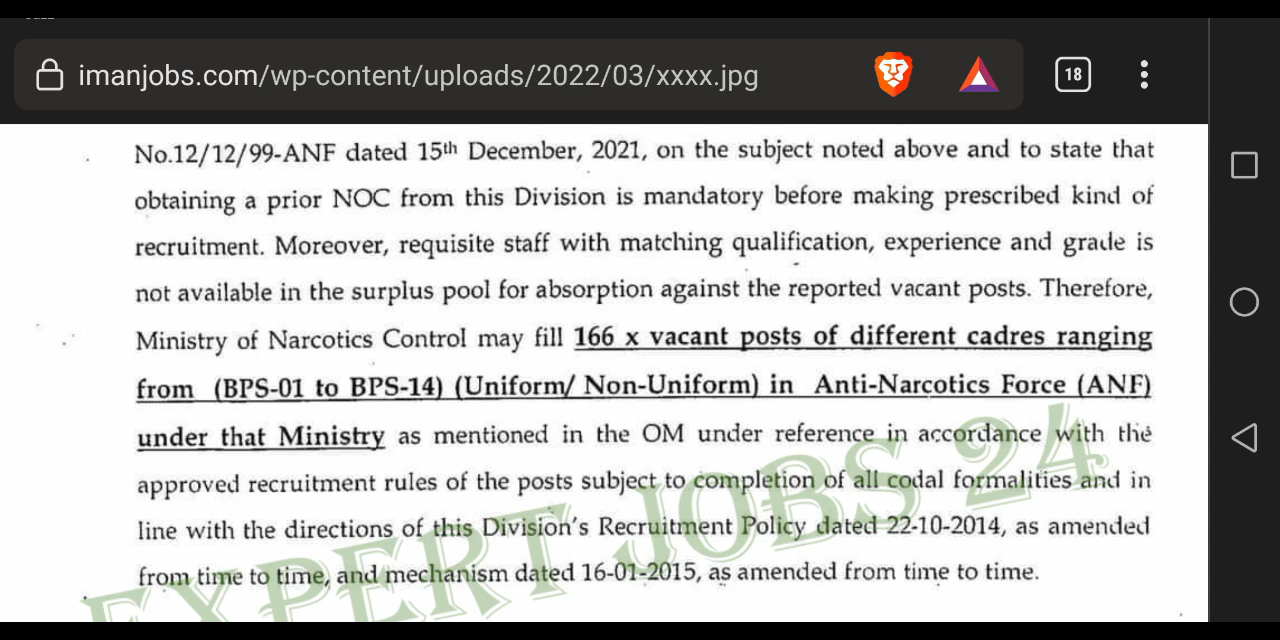 imanjobs.com/wp-content/uploads/2022/03/xxxx.jpg
18
No.12/12/99-ANF dated 15th December, 2021, on the subject noted above and to state that
obtaining a prior NOC from this Division is mandatory before making prescribed kind of
recruitment. Moreover, requisite staff with matching qualification, experience and grade is
not available in the surplus pool for absorption against the reported vacant posts. Therefore,
Ministry of Narcotics Control may fill 166 x vacant posts of different cadres ranging
from (BPS-01 to BPS-14) (Uniform/ Non-Uniform) in Anti-Narcotics Force (ANF)
under that Ministry as mentioned in the OM under reference in accordance with the
approved recruitment rules of the posts subject to completion of all codal formalities and in
line with the directions of this Division's Recruitment Policy dated 22-10-2014, as amended
from time to time, and mechanism dated 16-01-2015, as amended from time to time.
EXPERT JOBS 24